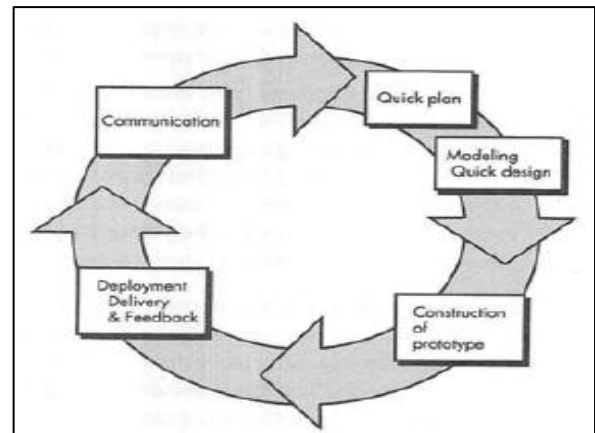 Communication
Quick plan
Modeling
Quick design
Construction
of
prototype
Deployment
Delivery
& Feedback